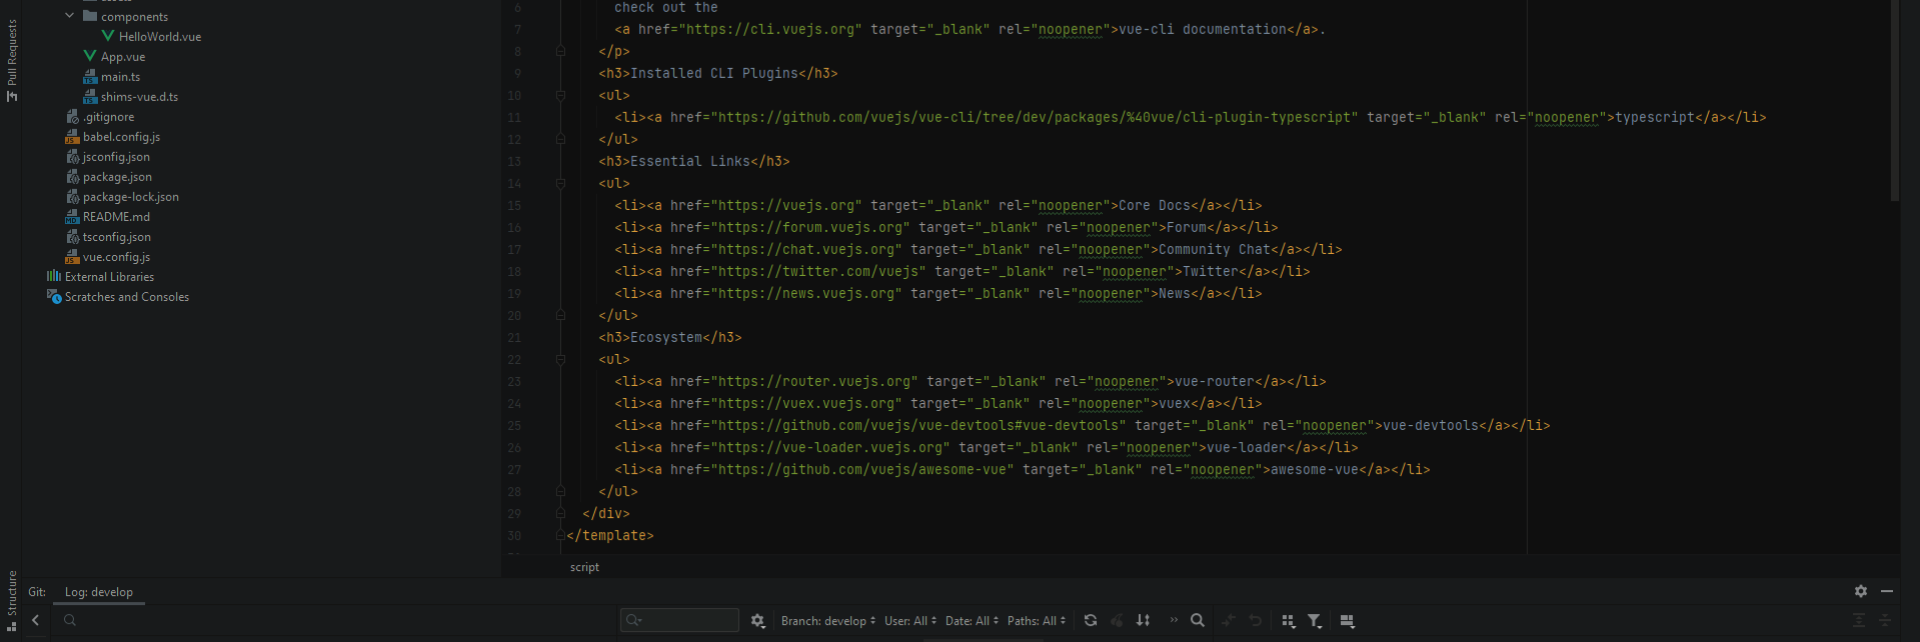 Pull Requests
components
HelloWorld.vue
App.vue
main.ts
shims-vue.d.ts
.gitignore
babel.config.js
jsconfig.json
package.json
package-lock.json
README.md
tsconfig.json
vue.config.js
External Libraries
Scratches and Consoles
6 check out the
7 <a href="https://cli.vuejs.org" target="_blank" rel="noopener">vue-cli documentation</a>.
8 </p>
9 <h3>Installed CLI Plugins</h3>
10 <ul>
11 <li><a href="https://github.com/vuejs/vue-cli/tree/dev/packages/%40vue/cli-plugin-typescript" target="_blank" rel="noopener">typescript</a></li>
12 </ul>
13 <h3>Essential Links</h3>
14 <ul>
15 <li><a href="https://vuejs.org" target="_blank" rel="noopener">Core Docs</a></li>
16 <li><a href="https://forum.vuejs.org" target="_blank" rel="noopener">Forum</a></li>
17 <li><a href="https://chat.vuejs.org" target="_blank" rel="noopener">Community Chat</a></li>
18 <li><a href="https://twitter.com/vuejs" target="_blank" rel="noopener">Twitter</a></li>
19 <li><a href="https://news.vuejs.org" target="_blank" rel="noopener">News</a></li>
20 </ul>
21 <h3>Ecosystem</h3>
22 <ul>
23 <li><a href="https://router.vuejs.org" target="_blank" rel="noopener">vue-router</a></li>
24 <li><a href="https://vuex.vuejs.org" target="_blank" rel="noopener">vuex</a></li>
25 <li><a href="https://github.com/vuejs/vue-devtools#vue-devtools" target="_blank" rel="noopener">vue-devtools</a></li>
26 <li><a href="https://vue-loader.vuejs.org" target="_blank" rel="noopener">vue-loader</a></li>
27 <li><a href="https://github.com/vuejs/awesome-vue" target="_blank" rel="noopener">awesome-vue</a></li>
28 </ul>
29 </div>
30 </template>
script
Structure
Git: Log: develop
Branch: develop User: All Date: All Paths: All